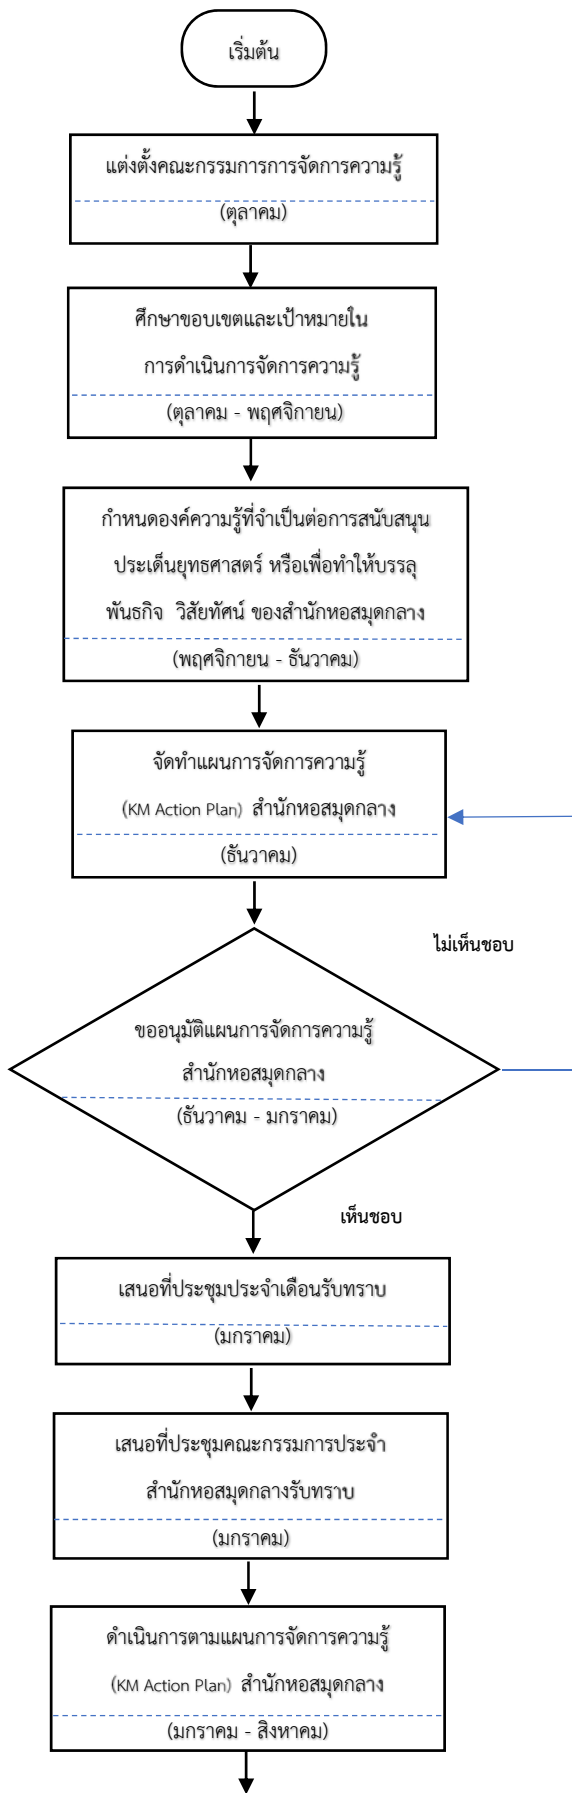 เริ่มต้น
แต่งตั้งคณะกรรมการการจัดการความรู้
(ตุลาคม)
ศึกษาขอบเขตและเป้าหมายใน
การดำเนินการจัดการความรู้
(ตุลาคม - พฤศจิกายน)
กำหนดองค์ความรู้ที่จำเป็นต่อการสนับสนุน
ประเด็นยุทธศาสตร์ หรือเพื่อทำให้บรรลุ
พันธกิจ วิสัยทัศน์ ของสำนักหอสมุดกลาง
(พฤศจิกายน - ธันวาคม)
จัดทำแผนการจัดการความรู้
(KM Action Plan) สำนักหอสมุดกลาง
(ธันวาคม)
ไม่เห็นชอบ
ขออนุมัติแผนการจัดการความรู้
สำนักหอสมุดกลาง
(ธันวาคม - มกราคม)
เห็นชอบ
เสนอที่ประชุมประจำเดือนรับทราบ
(มกราคม)
เสนอที่ประชุมคณะกรรมการประจำ
สำนักหอสมุดกลางรับทราบ
(มกราคม)
ดำเนินการตามแผนการจัดการความรู้
(KM Action Plan) สำนักหอสมุดกลาง
(มกราคม - สิงหาคม)